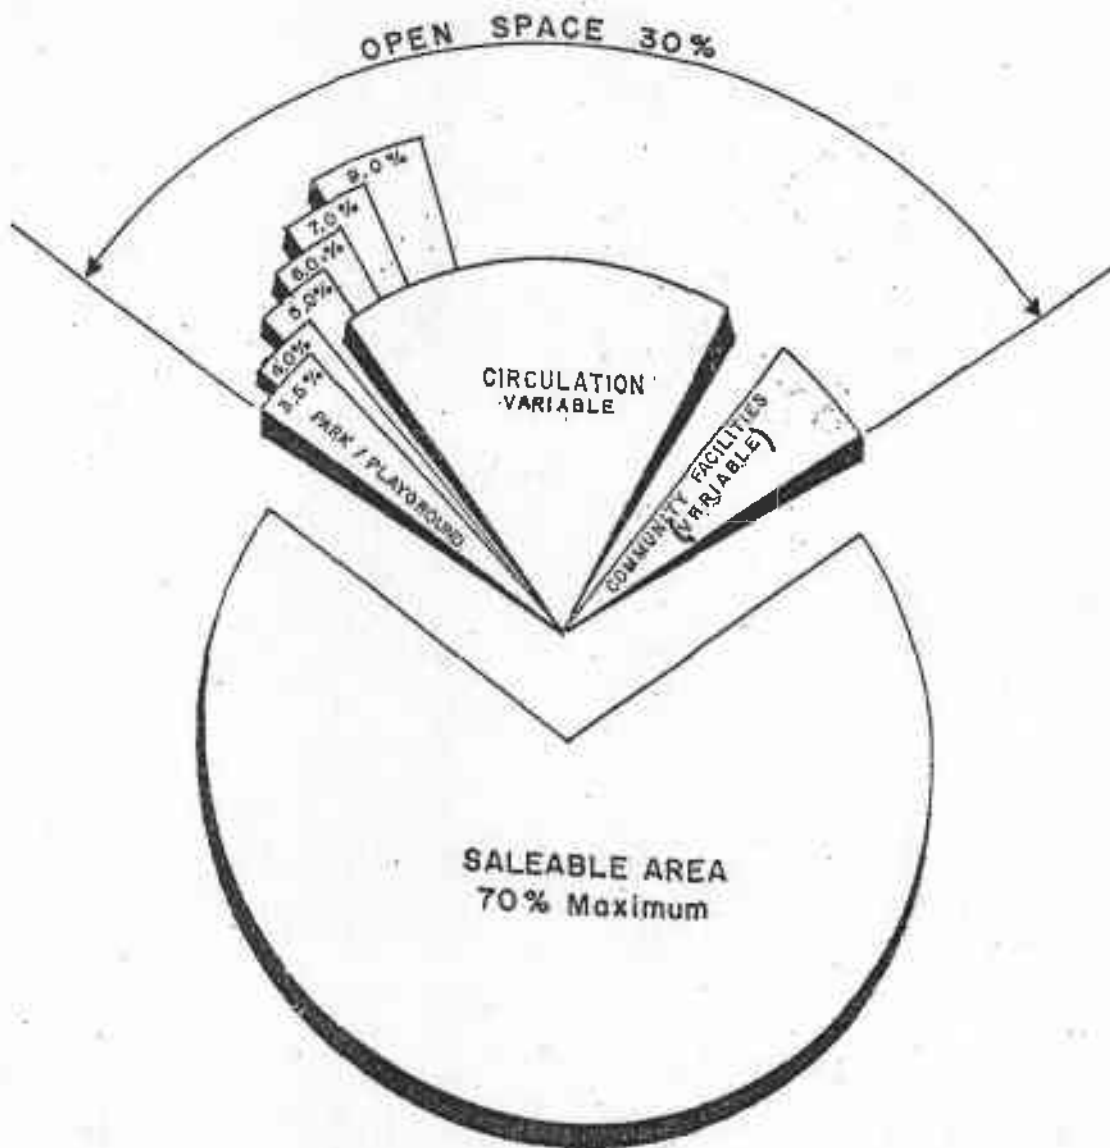 OPEN SPACE 30%
9.0%
7.0%
6.0%
5.0%
4.0%
3.5%
PARK / PLAYGROUND
CIRCULATION
VARIABLE
COMMUNITY FACILITIES
(VARIABLE)
SALEABLE AREA
70% Maximum